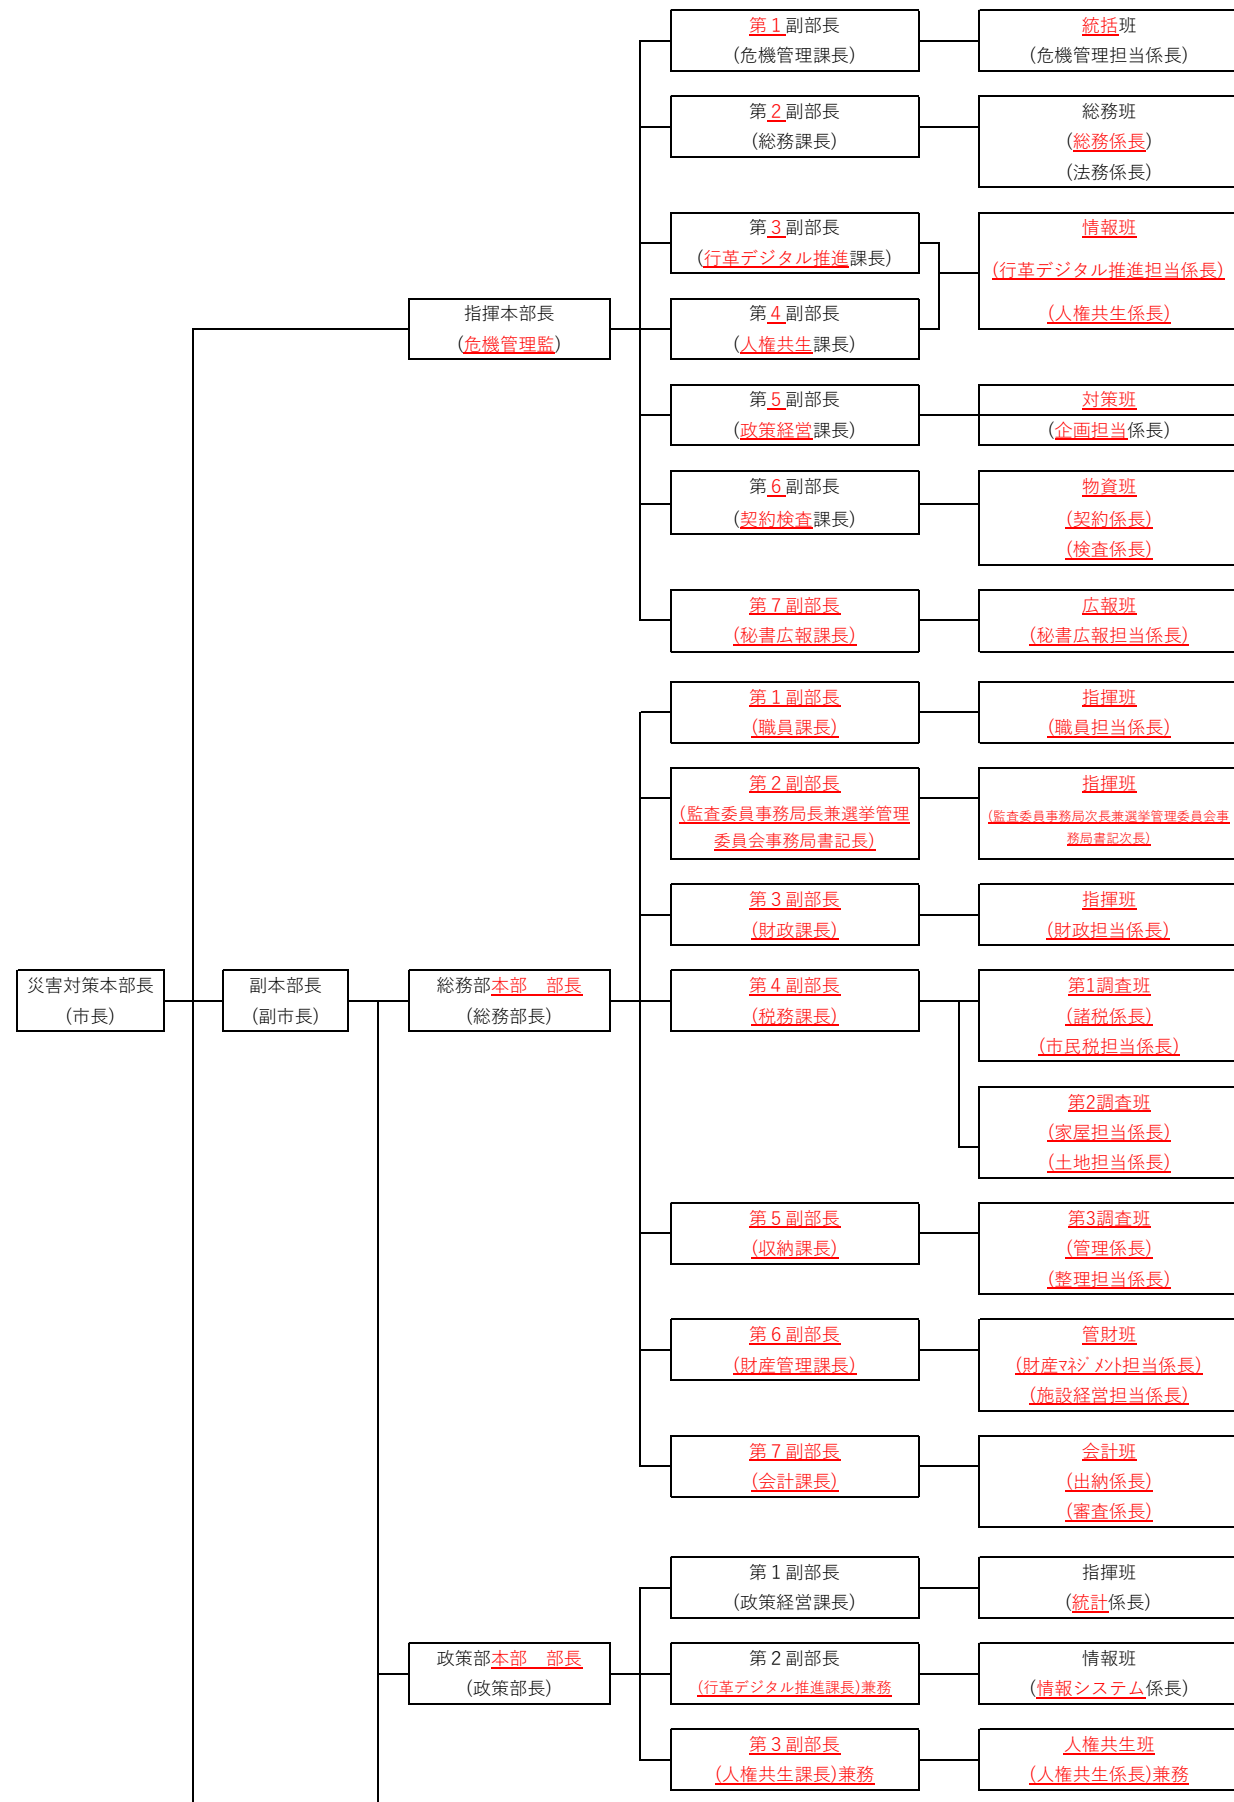 第１副部長
(危機管理課長)
統括班
(危機管理担当係長)
第２副部長
(総務課長)
総務班
(総務係長)
(法務係長)
第３副部長
(行革デジタル推進課長)
情報班
(行革デジタル推進担当係長)
(人権共生係長)
指揮本部長
(危機管理監)
第４副部長
(人権共生課長)
第５副部長
(政策経営課長)
対策班
(企画担当係長)
第６副部長
(契約検査課長)
物資班
(契約係長)
(検査係長)
第７副部長
(秘書広報課長)
広報班
(秘書広報担当係長)
第１副部長
(職員課長)
指揮班
(職員担当係長)
第２副部長
(監査委員事務局長兼選挙管理
委員会事務局書記長)
指揮班
(監査委員事務局次長兼選挙管理委員会事
務局書記次長)
第３副部長
(財政課長)
指揮班
(財政担当係長)
災害対策本部長
(市長)
副本部長
(副市長)
総務部本部　部長
(総務部長)
第４副部長
(税務課長)
第1調査班
(諸税係長)
(市民税担当係長)
第2調査班
(家屋担当係長)
(土地担当係長)
第５副部長
(収納課長)
第3調査班
(管理係長)
(整理担当係長)
第６副部長
(財産管理課長)
管財班
(財産ﾏﾈｼﾞﾒﾝﾄ担当係長)
(施設経営担当係長)
第７副部長
(会計課長)
会計班
(出納係長)
(審査係長)
第１副部長
(政策経営課長)
指揮班
(統計係長)
政策部本部　部長
(政策部長)
第２副部長
(行革デジタル推進課長)兼務
情報班
(情報システム係長)
第３副部長
(人権共生課長)兼務
人権共生班
(人権共生係長)兼務